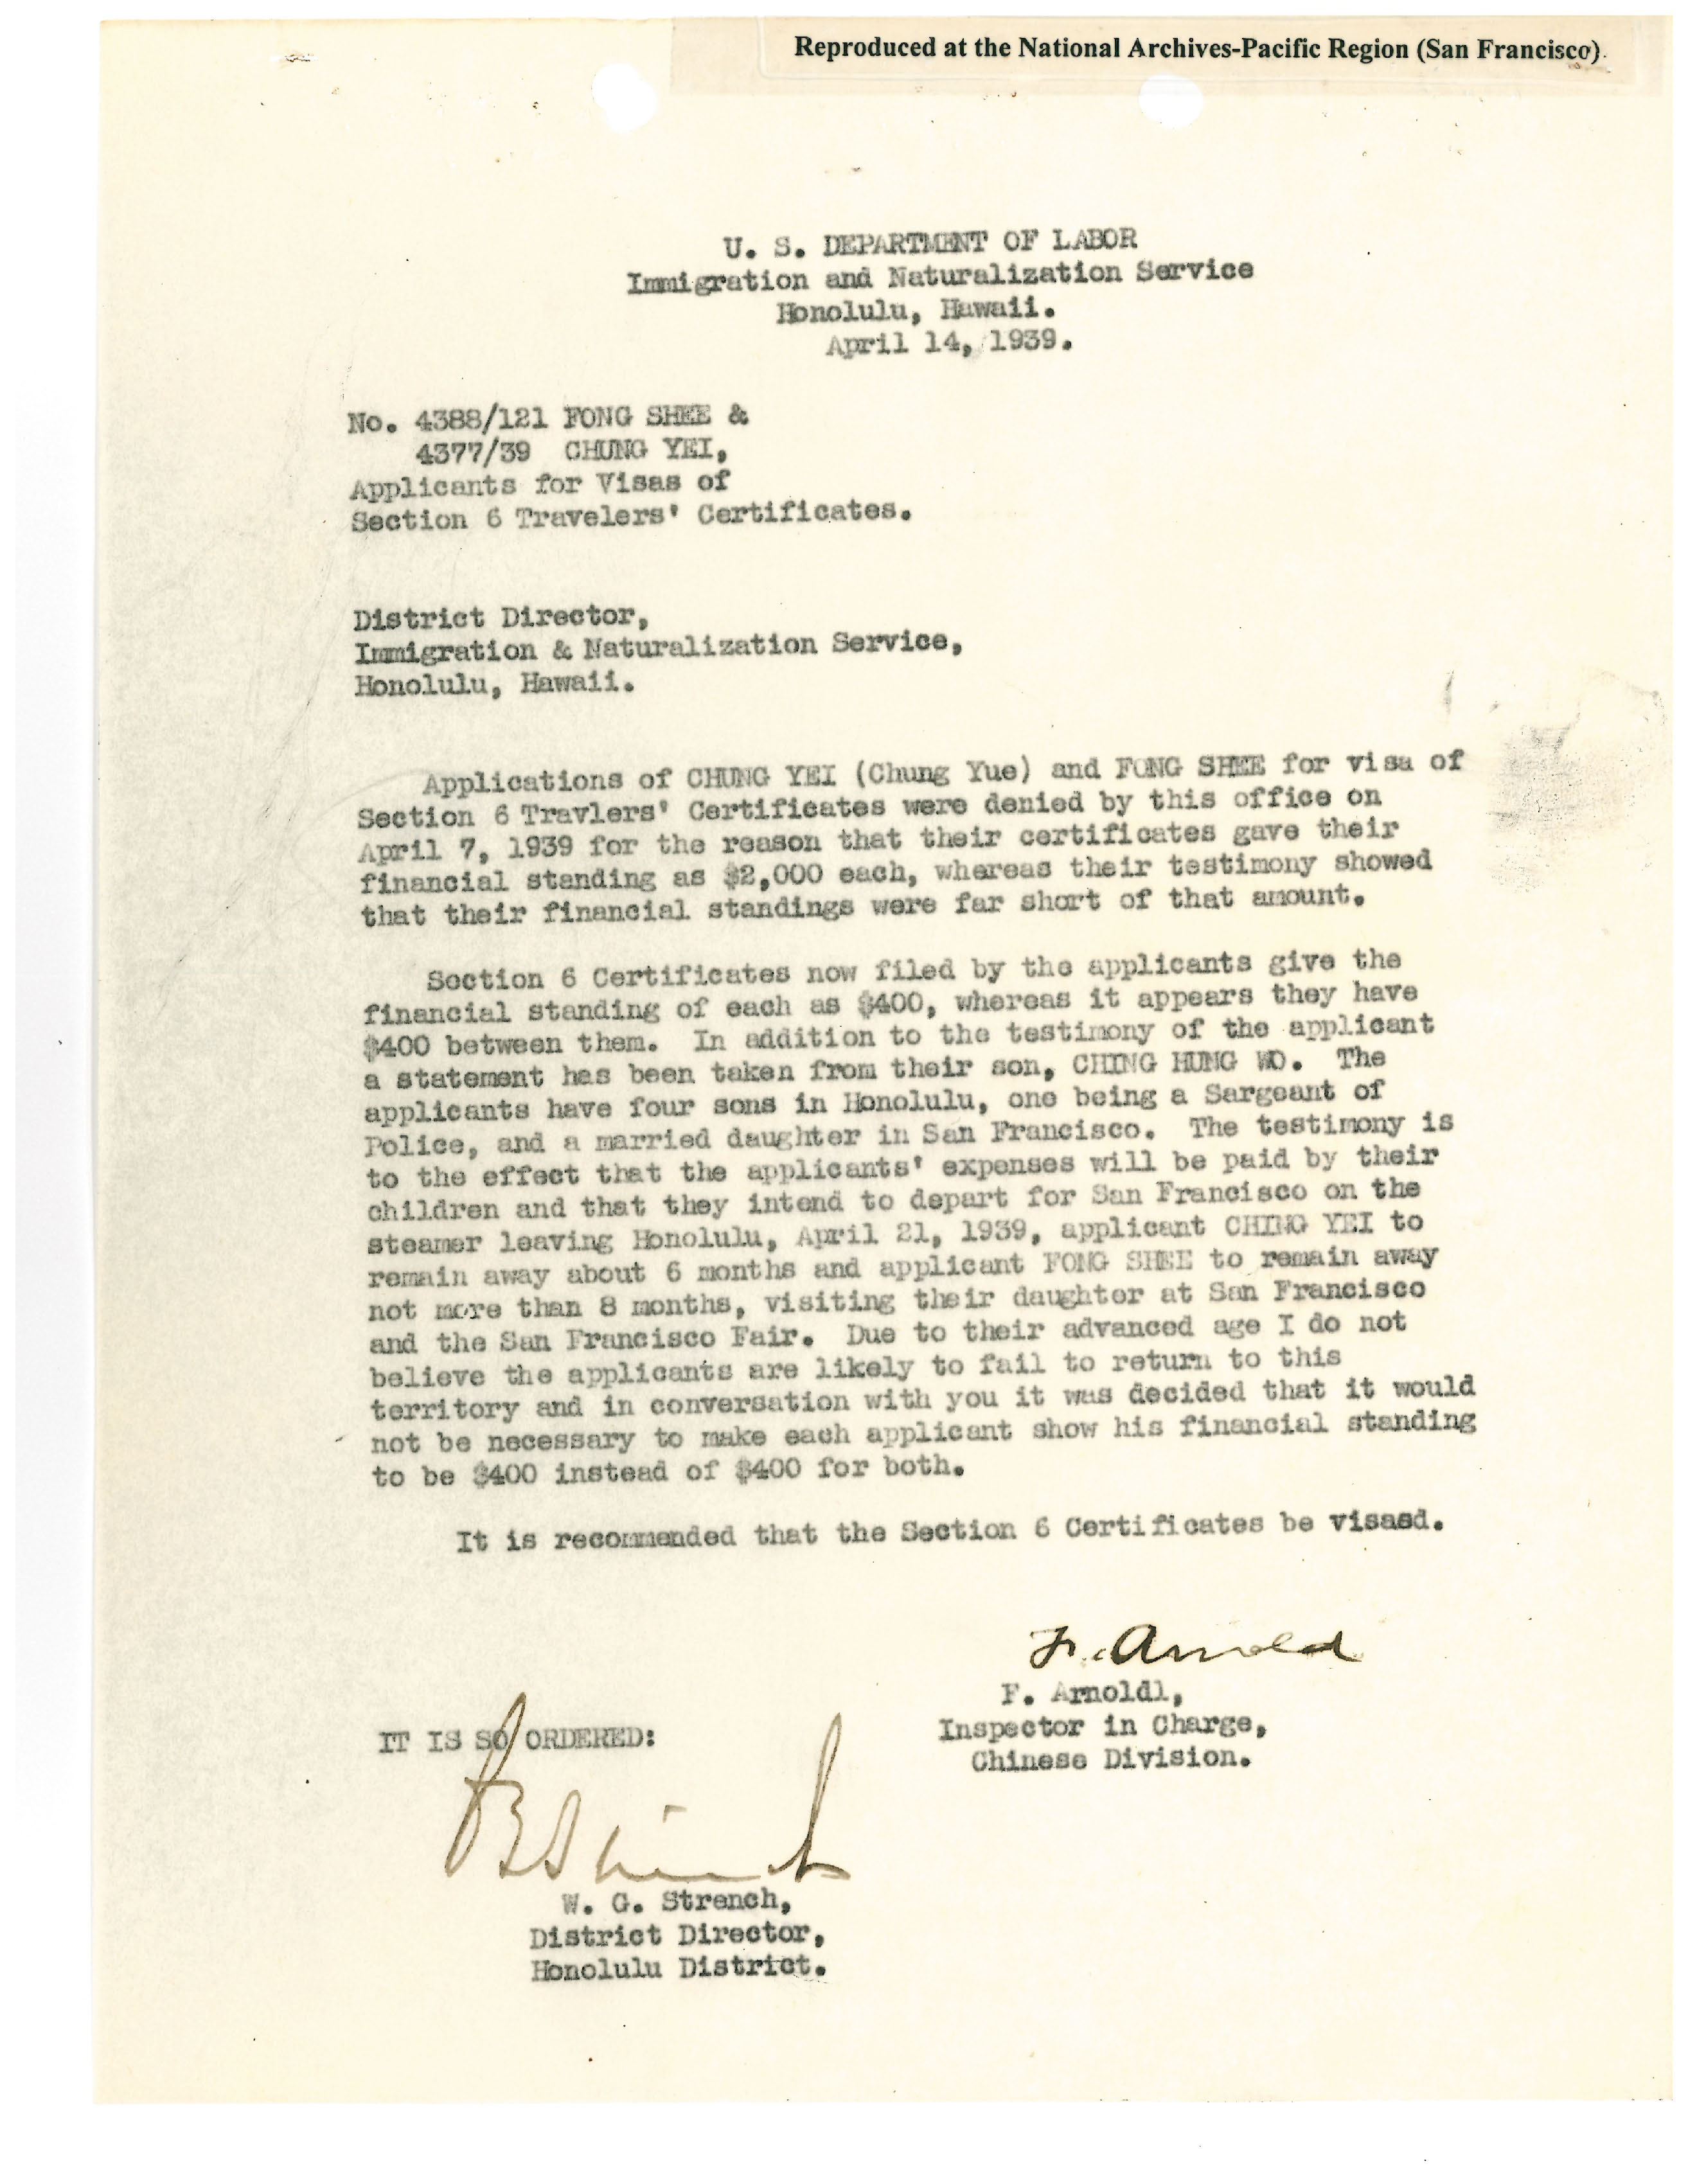 Reproduced at the National Archives-Pacific Region (San Francisco).
U. S. DEPARTMENT OF LABOR
Immigration and Naturalization Service
Honolulu, Hawaii.
April 14, 1939.
No. 4388/121 FONG SHEE &
4377/39 CHUNG YEI,
Applicants for Visas of
Section 6 Travelers' Certificates.
District Director,
Immigration & Naturalization Service,
Honolulu, Hawaii.
Applications of CHUNG YEI (Chung Yue) and FONG SHEE for visa of
Section 6 Travlers' Certificates were denied by this office on
April 7, 1939 for the reason that their certificates gave their
financial standing as $2,000 each, whereas their testimony showed
that their financial standings were far short of that amount.
Section 6 Certificates now filed by the applicants give the
financial standing of each as $400, whereas it appears they have
$400 between them. In addition to the testimony of the applicant
a statement has been taken from their son, CHING HUNG WO. The
applicants have four sons in Honolulu, one being a Sargeant of
Police, and a married daughter in San Francisco. The testimony is
to the effect that the applicants' expenses will be paid by their
children and that they intend to depart for San Francisco on the
steamer leaving Honolulu, April 21, 1939, applicant CHING YEI to
remain away about 6 months and applicant FONG SHEE to remain away
not more than 8 months, visiting their daughter at San Francisco
and the San Francisco Fair. Due to their advanced age I do not
believe the applicants are likely to fail to return to this
territory and in conversation with you it was decided that it would
not be necessary to make each applicant show his financial standing
to be $400 instead of $400 for both.
It is recommended that the Section 6 Certificates be visaed.
F. Arnold
F. Arnoldl,
Inspector in Charge,
Chinese Division.
IT IS SO ORDERED:
W. G. Strench,
District Director,
Honolulu District.